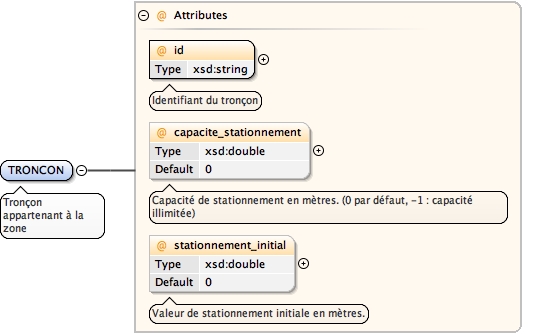 @ Attributes
@ id
Type xsd:string
Identifiant du tronçon
@ capacite_stationnement
Type xsd:double
Default 0
Capacité de stationnement en mètres. (0 par défaut, -1 : capacité
illimitée)
TRONCON
Tronçon
appartenant à la
zone
@ stationnement_initial
Type xsd:double
Default 0
Valeur de stationnement initiale en mètres.